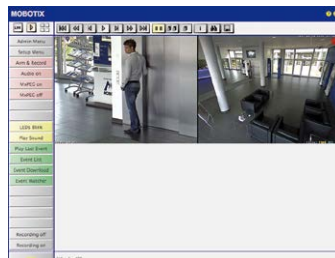 MOBOTIX
Admin Menu
Setup Menu
Arm & Record
Audio on
MxPEG on
MxPEG off
LEDs Blink
Play Sound
Play Last Event
Event List
Event Download
Event Watcher
Recording off
Recording on